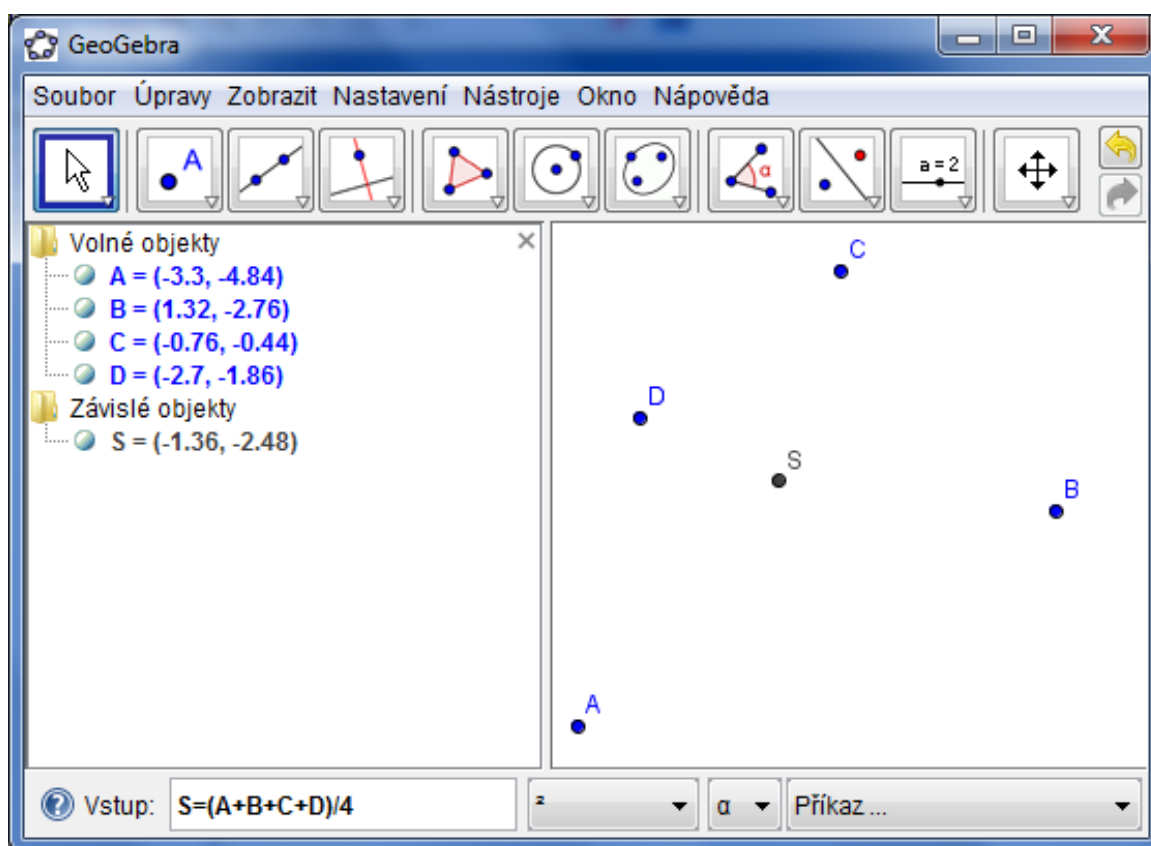 GeoGebra
Soubor Úpravy Zobrazit Nastavení Nástroje Okno Nápověda
A α a = 2
Volné objekty
A = (-3.3, -4.84)
B = (1.32, -2.76)
C = (-0.76, -0.44)
D = (-2.7, -1.86)
Závislé objekty
S = (-1.36, -2.48)
C
D
S
B
A
Vstup: S=(A+B+C+D)/4 ² α Příkaz ...